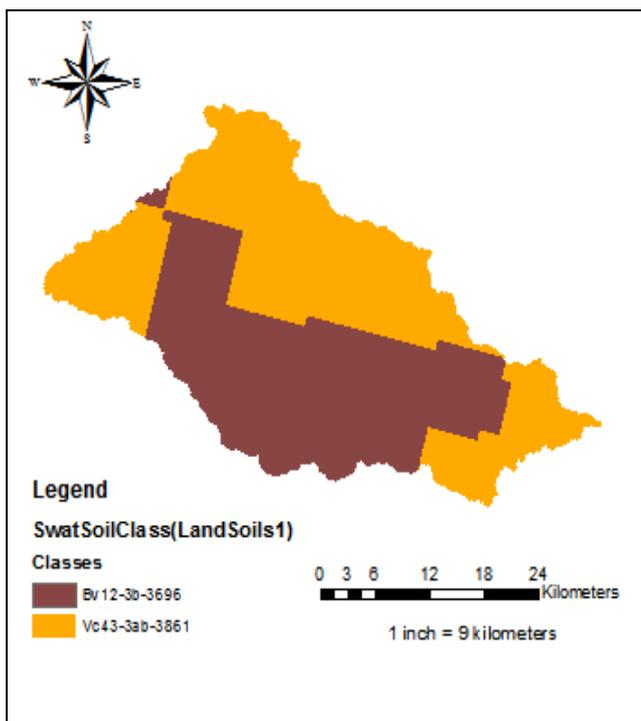 N
W E
S
Legend
SwatSoilClass(LandSoils1)
Classes
Bv12-3b-3696
Vc43-3ab-3861
0 3 6 12 18 24
Kilometers
1 inch = 9 kilometers